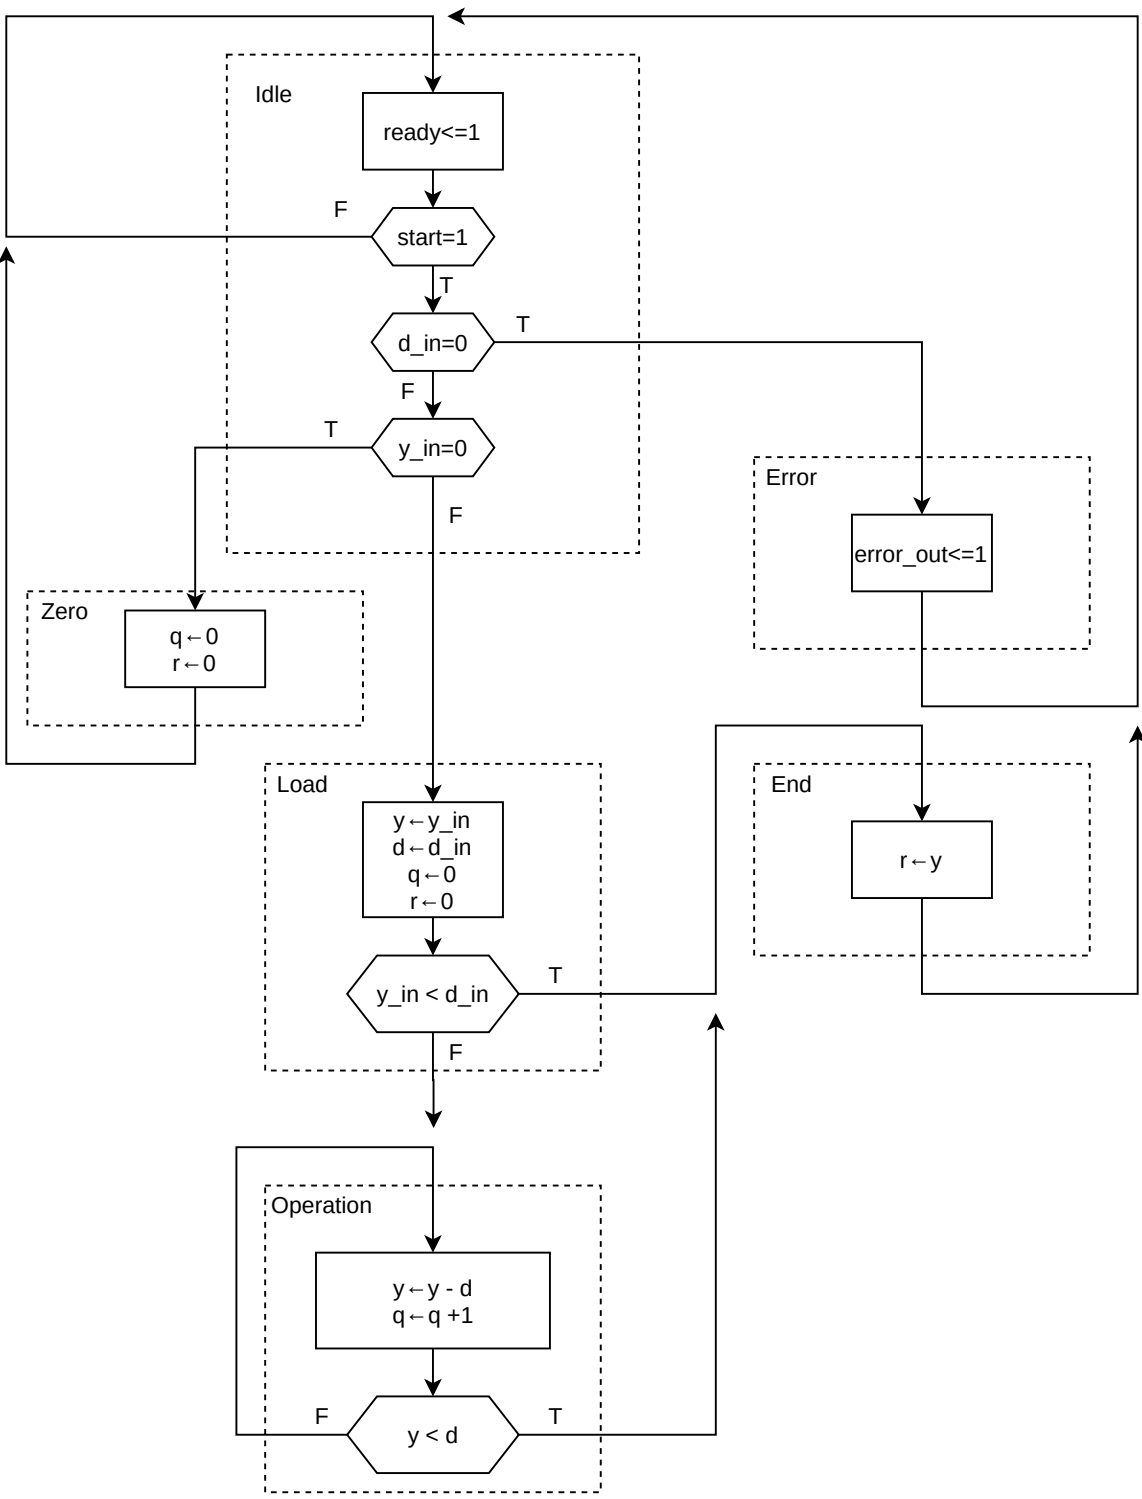 Idle
ready<=1
F
start=1
T
d_in=0
T
F
T
y_in=0
F
Error
error_out<=1
Zero
q←0
r←0
Load
y←y_in
d←d_in
q←0
r←0
End
r←y
y_in < d_in
T
F
Operation
y←y - d
q←q +1
F
y < d
T